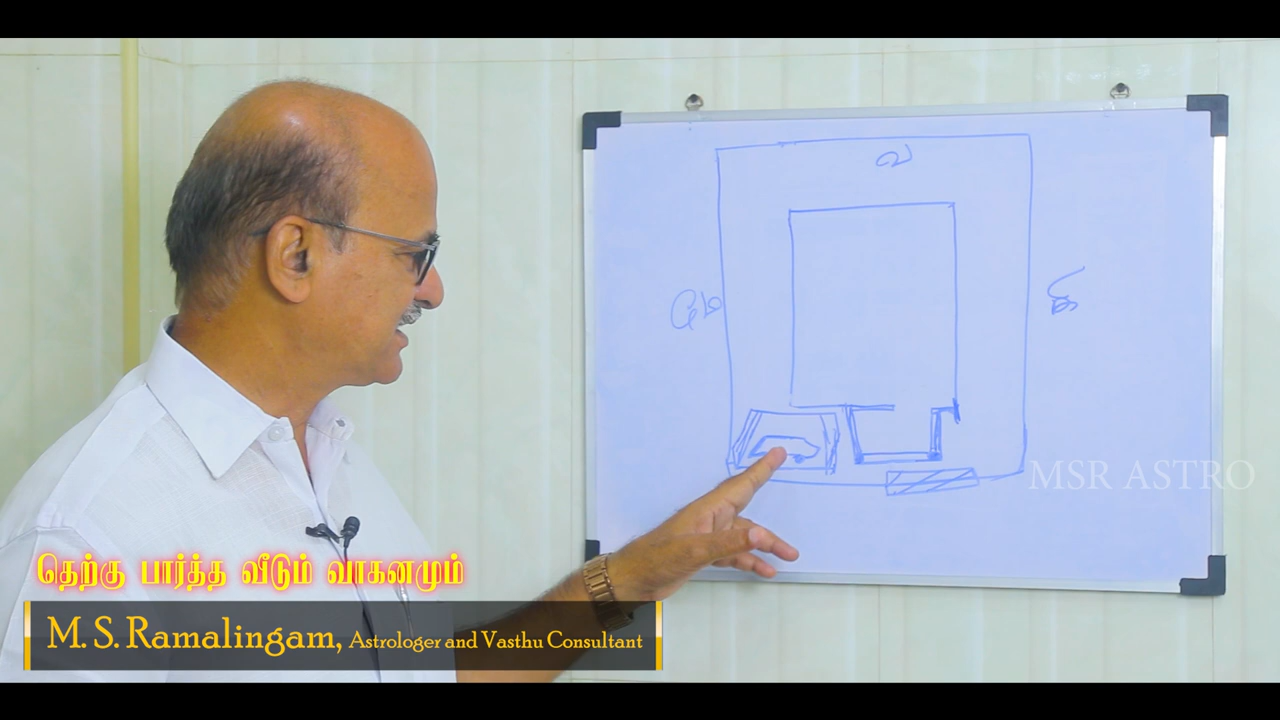 வ
மே
கி
MSR ASTRO
தெற்கு பார்த்த வீடும் வாகனமும்
M. S. Ramalingam, Astrologer and Vasthu Consultant